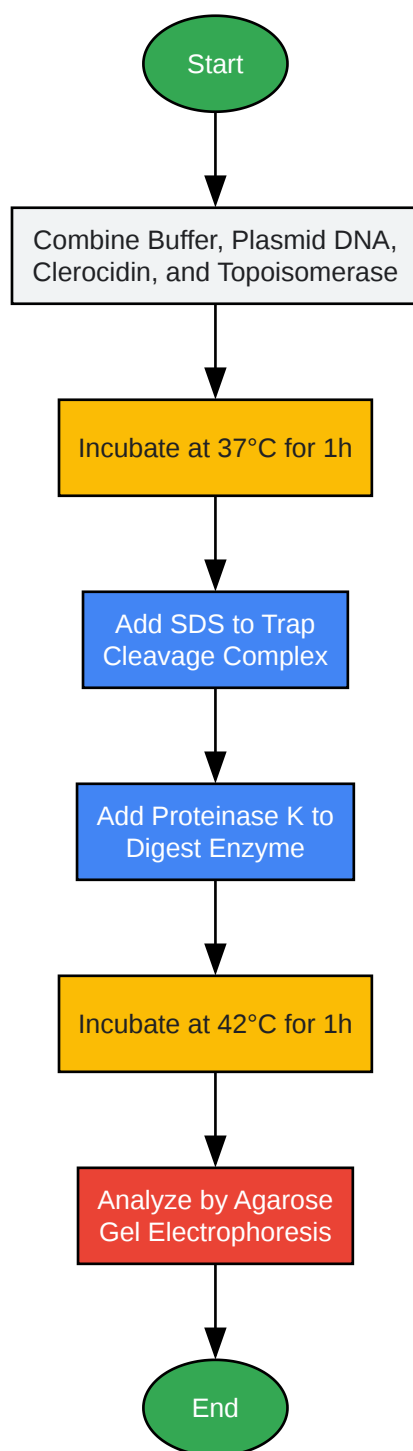 Start
Combine Buffer, Plasmid DNA,
Clerocidin, and Topoisomerase
Incubate at 37°C for 1h
Add SDS to Trap
Cleavage Complex
Add Proteinase K to
Digest Enzyme
Incubate at 42°C for 1h
Analyze by Agarose
Gel Electrophoresis
End